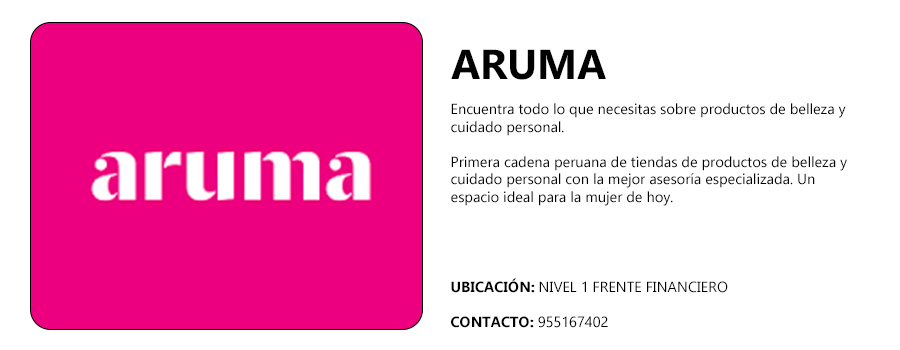 aruma
ARUMA
Encuentra todo lo que necesitas sobre productos de belleza y
cuidado personal.
Primera cadena peruana de tiendas de productos de belleza y
cuidado personal con la mejor asesoría especializada. Un
espacio ideal para la mujer de hoy.
UBICACIÓN: NIVEL 1 FRENTE FINANCIERO
CONTACTO: 955167402